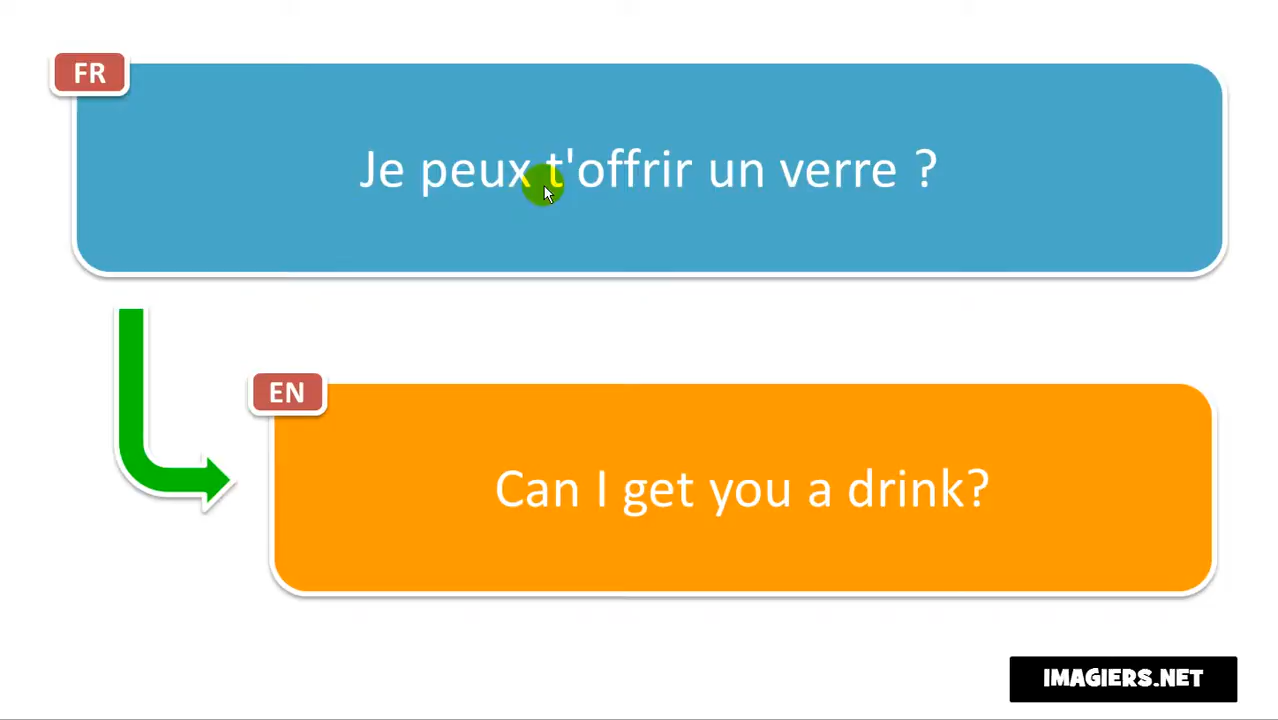 FR
Je peux t'offrir un verre ?
EN
Can I get you a drink?
IMAGIERS.NET